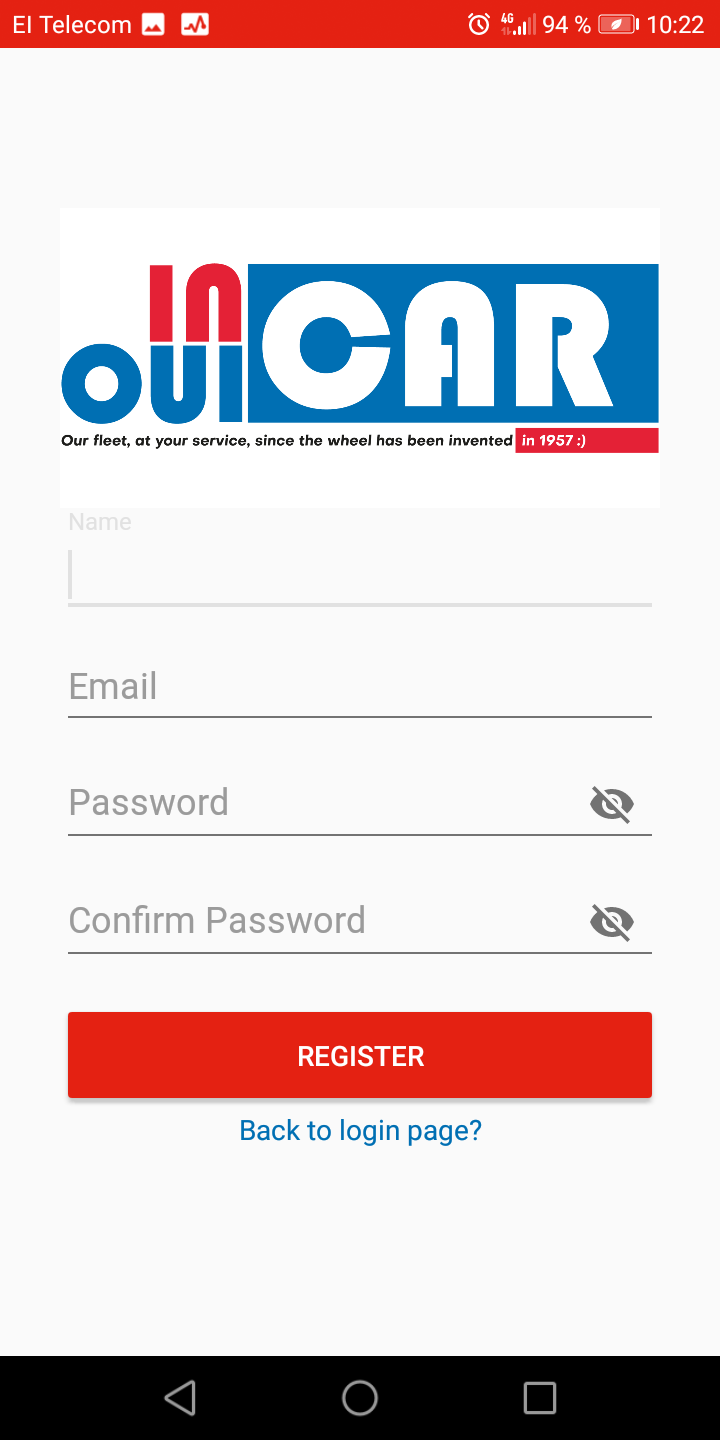 EI Telecom 4G 94 % 10:22
IN
OUI CAR
Our fleet, at your service, since the wheel has been invented in 1957 :)
Name
Email
Password
Confirm Password
REGISTER
Back to login page?